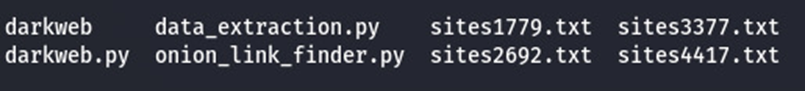 darkweb data_extraction.py sites1779.txt sites3377.txt
darkweb.py onion_link_finder.py sites2692.txt sites4417.txt